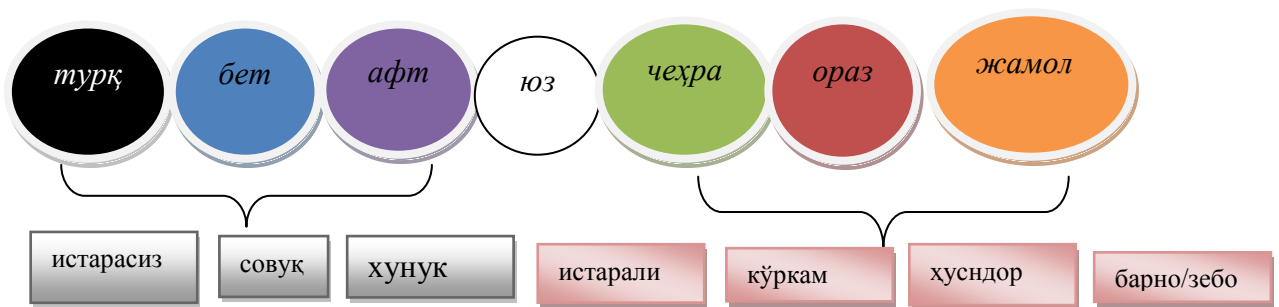 турқ бет афт юз чеҳра ораз жамол
истарасиз совуқ хунук истарали кўркам ҳусндор барно/зебо